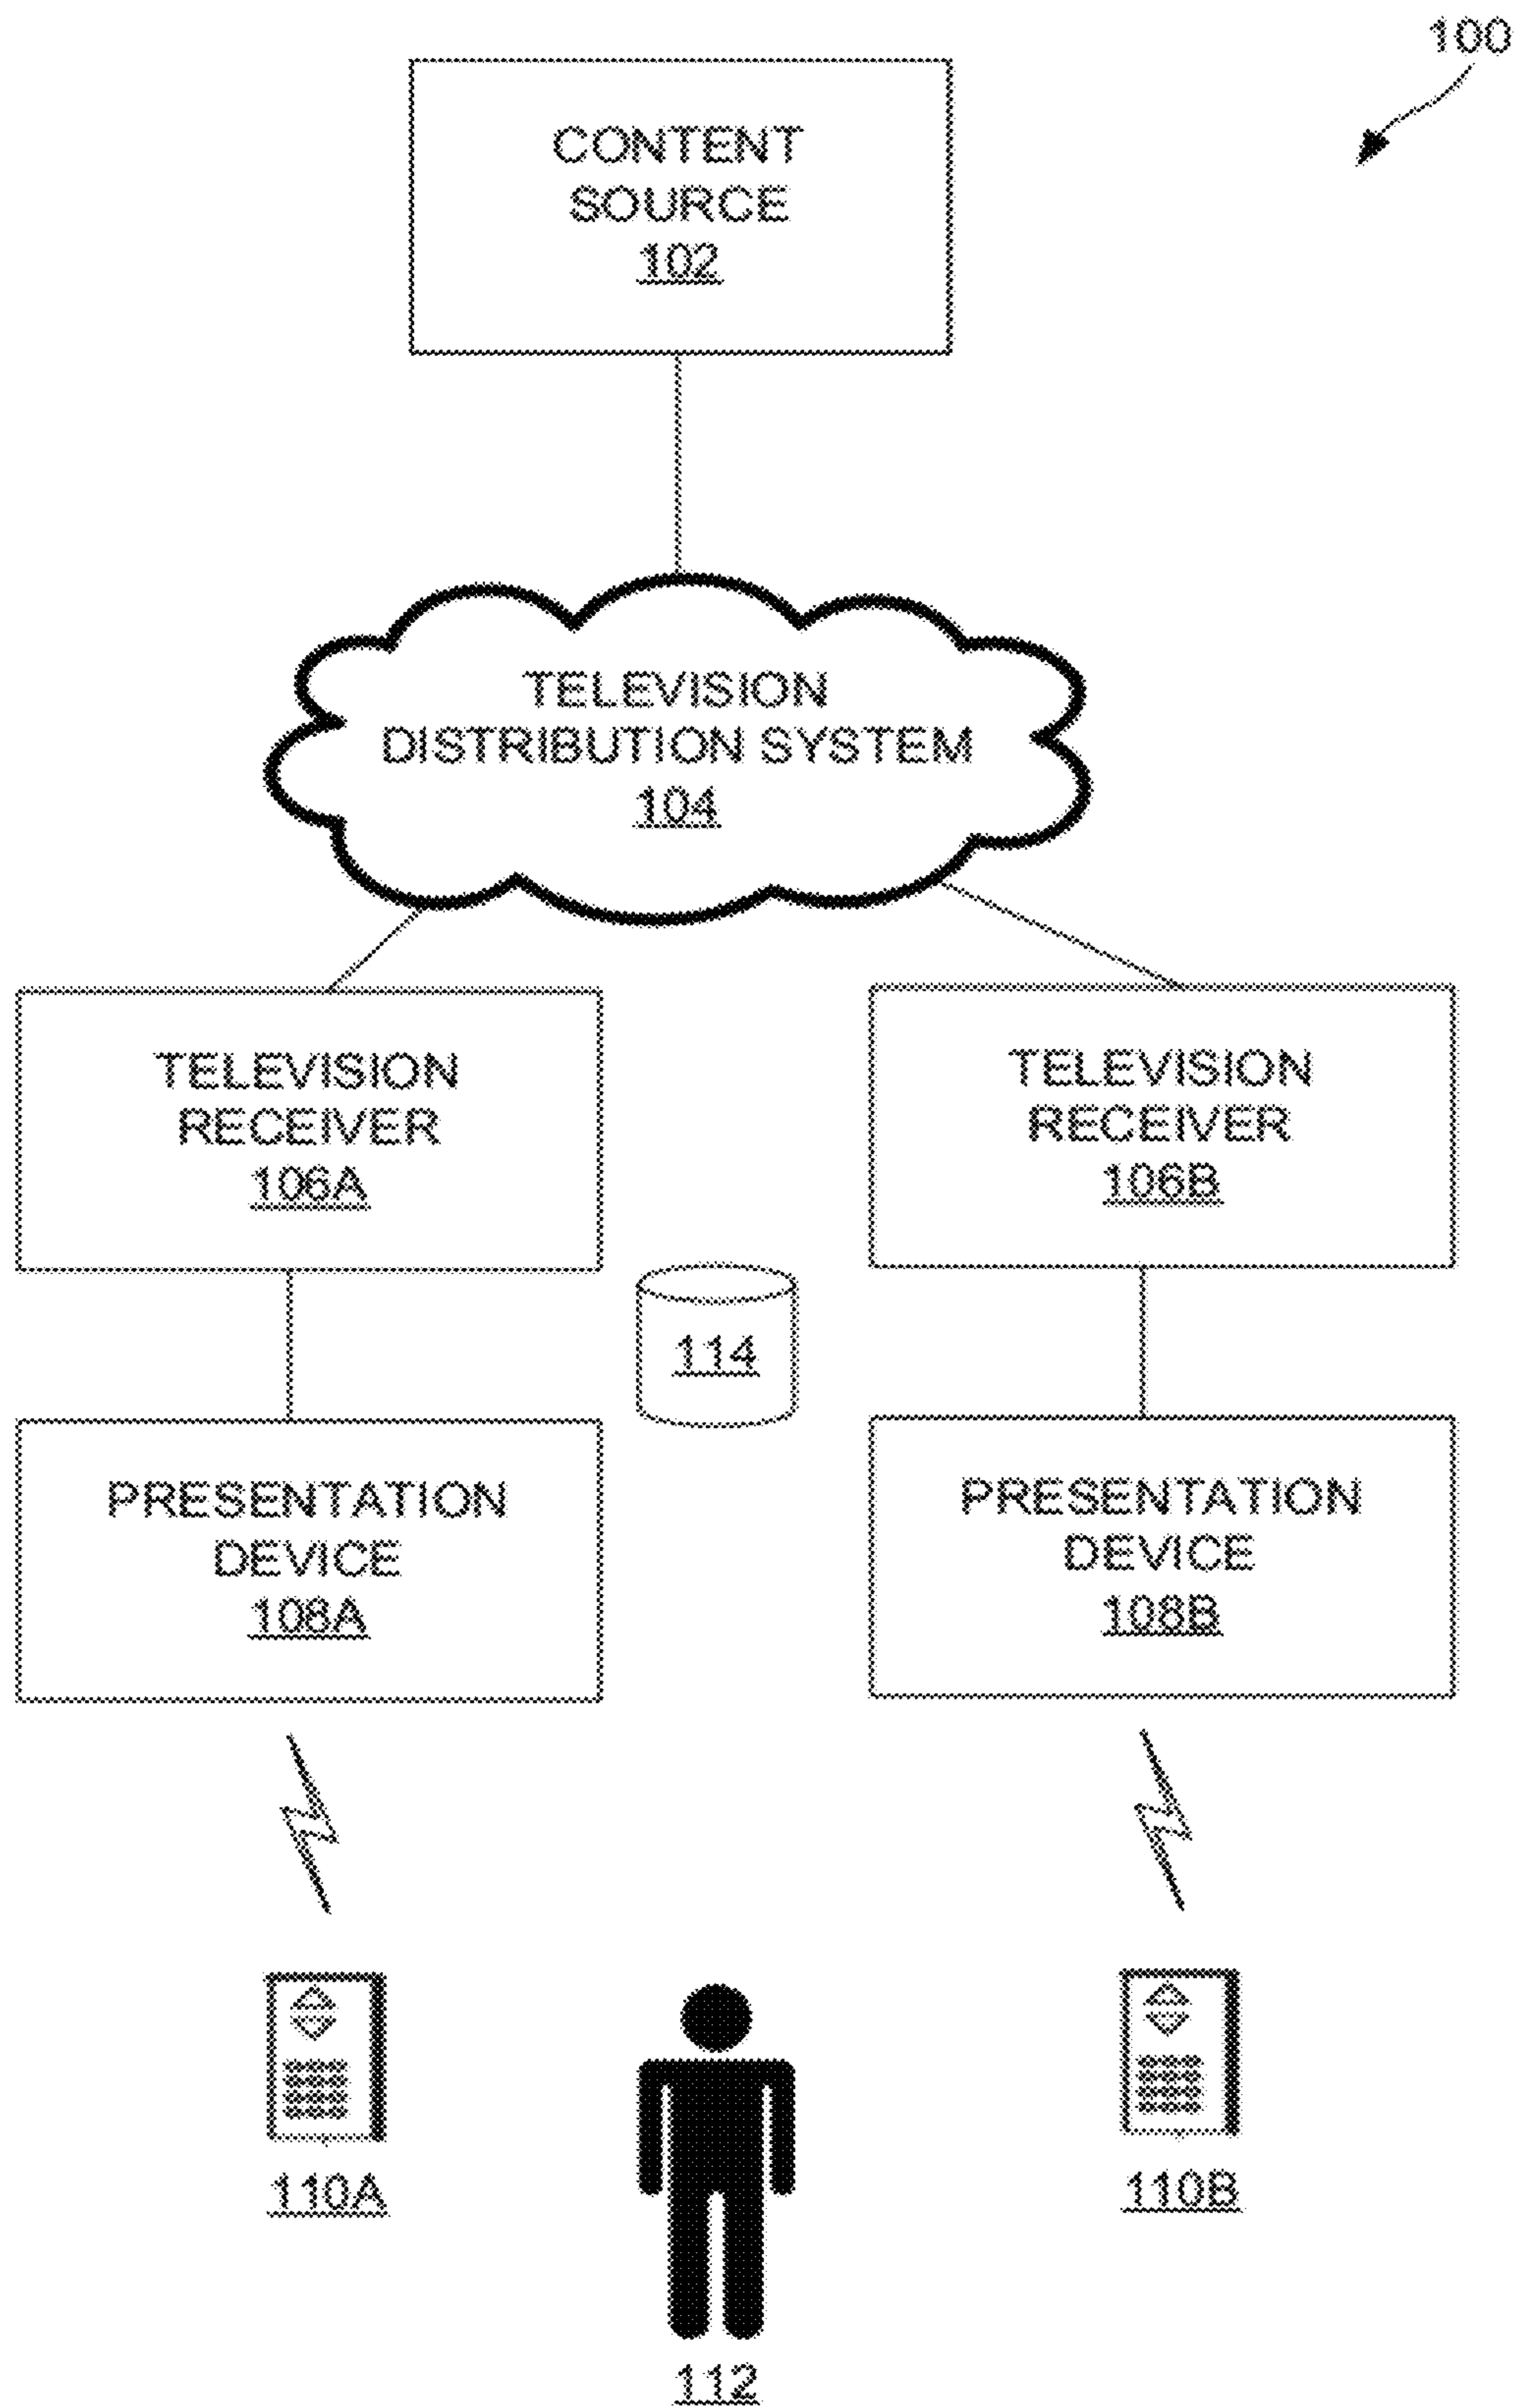 100
CONTENT
SOURCE
102
TELEVISION
DISTRIBUTION SYSTEM
104
TELEVISION
RECEIVER
106A
TELEVISION
RECEIVER
106B
114
PRESENTATION
DEVICE
108A
PRESENTATION
DEVICE
108B
110A
110B
112